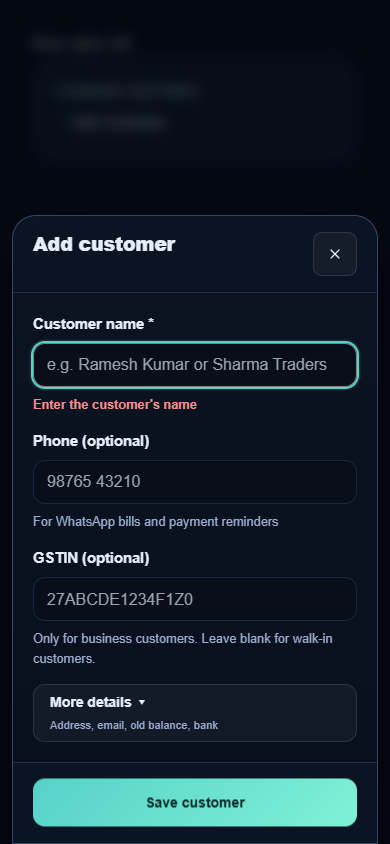 Add customer
×
Customer name *
e.g. Ramesh Kumar or Sharma Traders
Enter the customer's name
Phone (optional)
98765 43210
For WhatsApp bills and payment reminders
GSTIN (optional)
27ABCDE1234F1Z0
Only for business customers. Leave blank for walk-in
customers.
More details ▾
Address, email, old balance, bank
Save customer